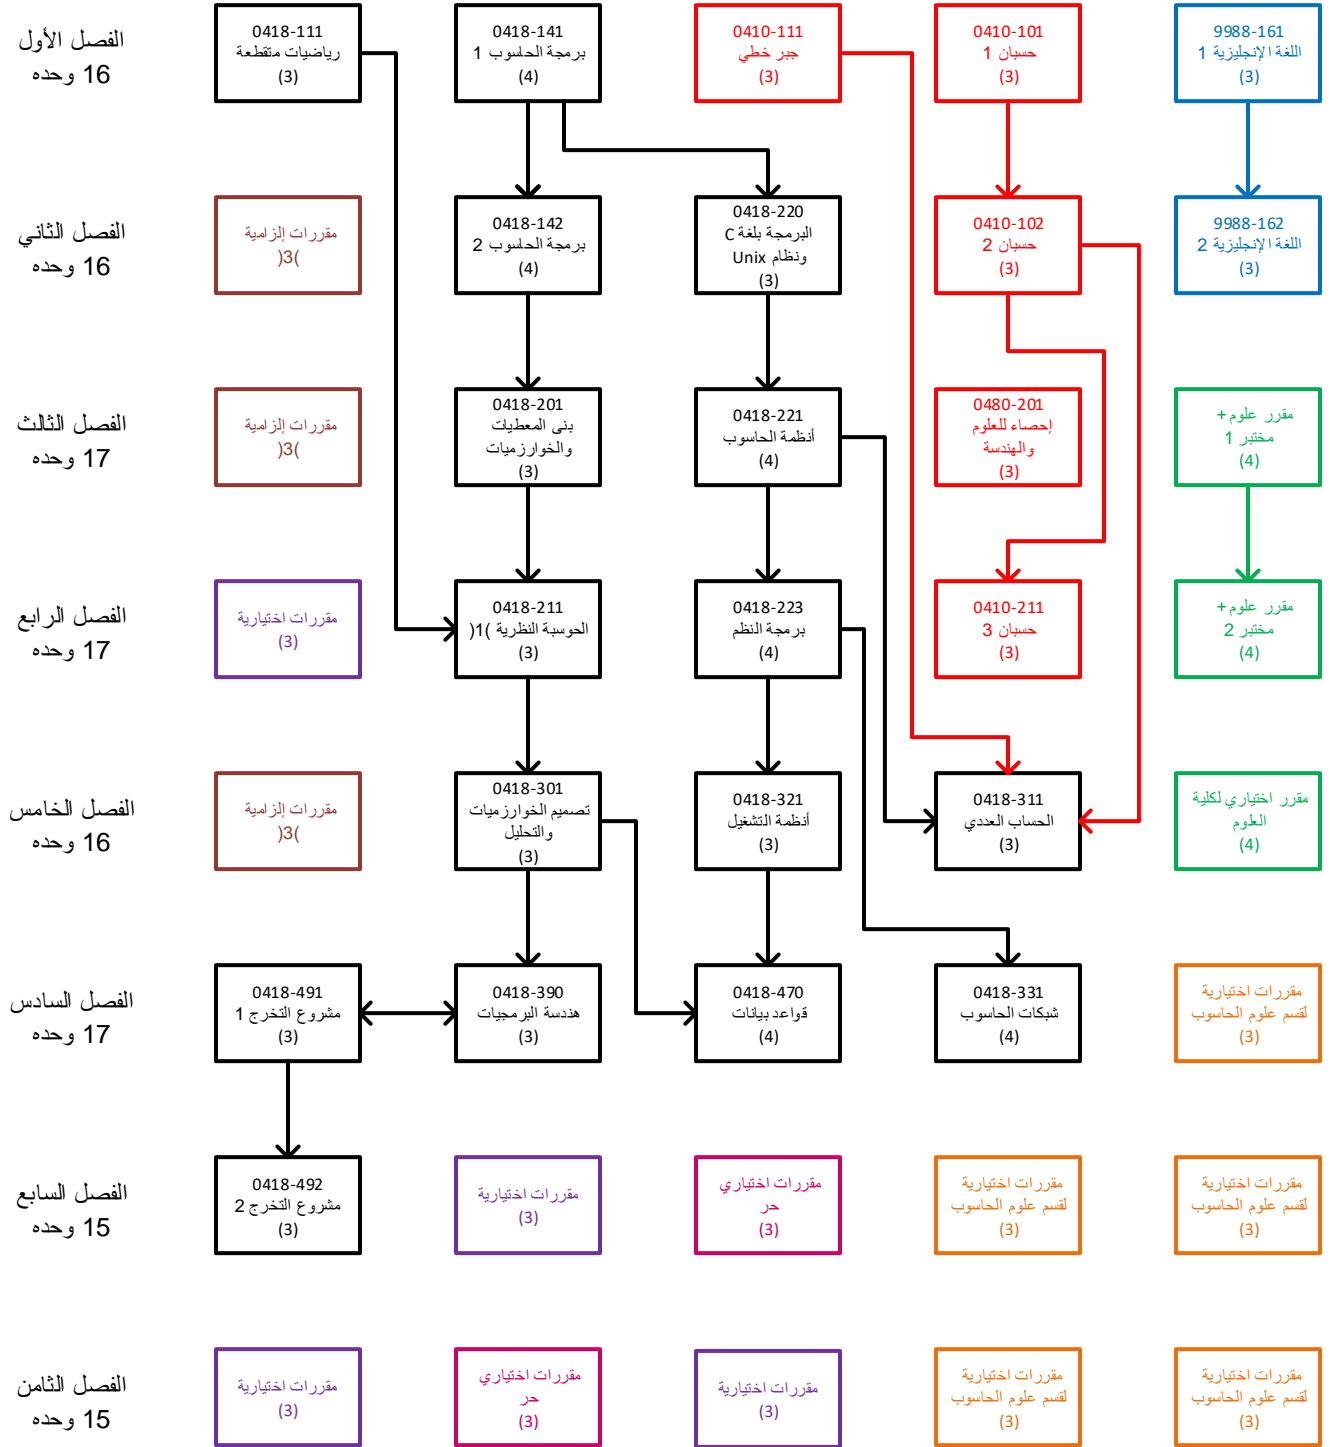 الفصل الأول
16 وحده
0418-111
رياضيات متقطعة
(3)
0418-141
برمجة الحاسوب 1
(4)
0410-111
جبر خطي
(3)
0410-101
حسبان 1
(3)
9988-161
اللغة الإنجليزية 1
(3)
الفصل الثاني
16 وحده
مقررات إلزامية
)3(
0418-142
برمجة الحاسوب 2
(4)
0418-220
البرمجة بلغة C
ونظام Unix
(3)
0410-102
حسبان 2
(3)
9988-162
اللغة الإنجليزية 2
(3)
الفصل الثالث
17 وحده
مقررات إلزامية
)3(
0418-201
بنى المعطيات
والخوارزميات
(3)
0418-221
أنظمة الحاسوب
(4)
0480-201
إحصاء للعلوم
والهندسة
(3)
مقرر علوم +
مختبر 1
(4)
الفصل الرابع
17 وحده
مقررات اختيارية
(3)
0418-211
الحوسبة النظرية )1(
(3)
0418-223
برمجة النظم
(4)
0410-211
حسبان 3
(3)
مقرر علوم +
مختبر 2
(4)
الفصل الخامس
16 وحده
مقررات إلزامية
)3(
0418-301
تصميم الخوارزميات
والتحليل
(3)
0418-321
أنظمة التشغيل
(3)
0418-311
الحساب العددي
(3)
مقرر اختياري لكلية
العلوم
(4)
الفصل السادس
17 وحده
0418-491
مشروع التخرج 1
(3)
0418-390
هندسة البرمجيات
(3)
0418-470
قواعد بيانات
(4)
0418-331
شبكات الحاسوب
(4)
مقررات اختيارية
لقسم علوم الحاسوب
(3)
الفصل السابع
15 وحده
0418-492
مشروع التخرج 2
(3)
مقررات اختيارية
(3)
مقررات اختياري
حر
(3)
مقررات اختيارية
لقسم علوم الحاسوب
(3)
مقررات اختيارية
لقسم علوم الحاسوب
(3)
الفصل الثامن
15 وحده
مقررات اختيارية
(3)
مقررات اختياري
حر
(3)
مقررات اختيارية
(3)
مقررات اختيارية
لقسم علوم الحاسوب
(3)
مقررات اختيارية
لقسم علوم الحاسوب
(3)